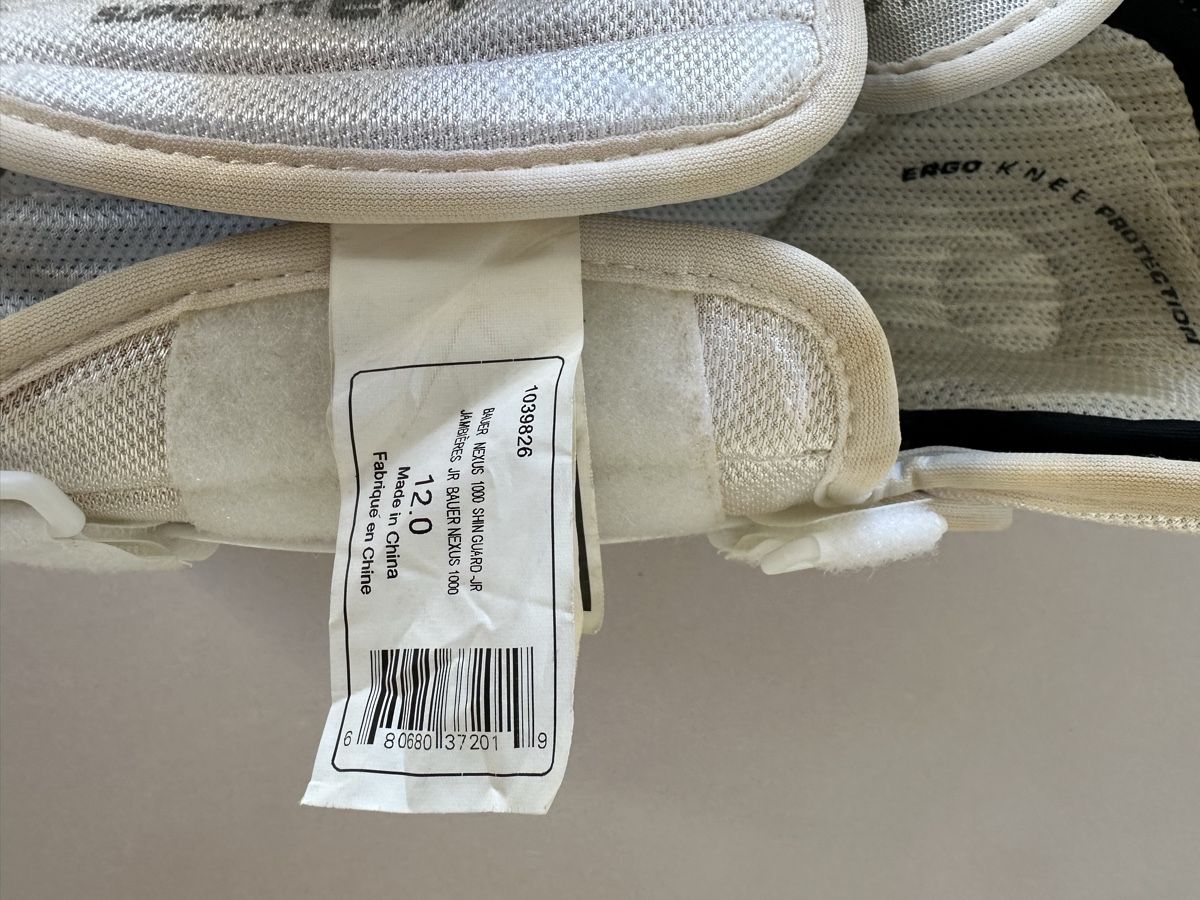 ERGO KNEE PROTECTION
1039826
BAUER NEXUS 1000 SHIN GUARD -JR
JAMBIÈRES JR BAUER NEXUS 1000
12.0
Made in China
Fabriqué en Chine
6 80680 37201 9